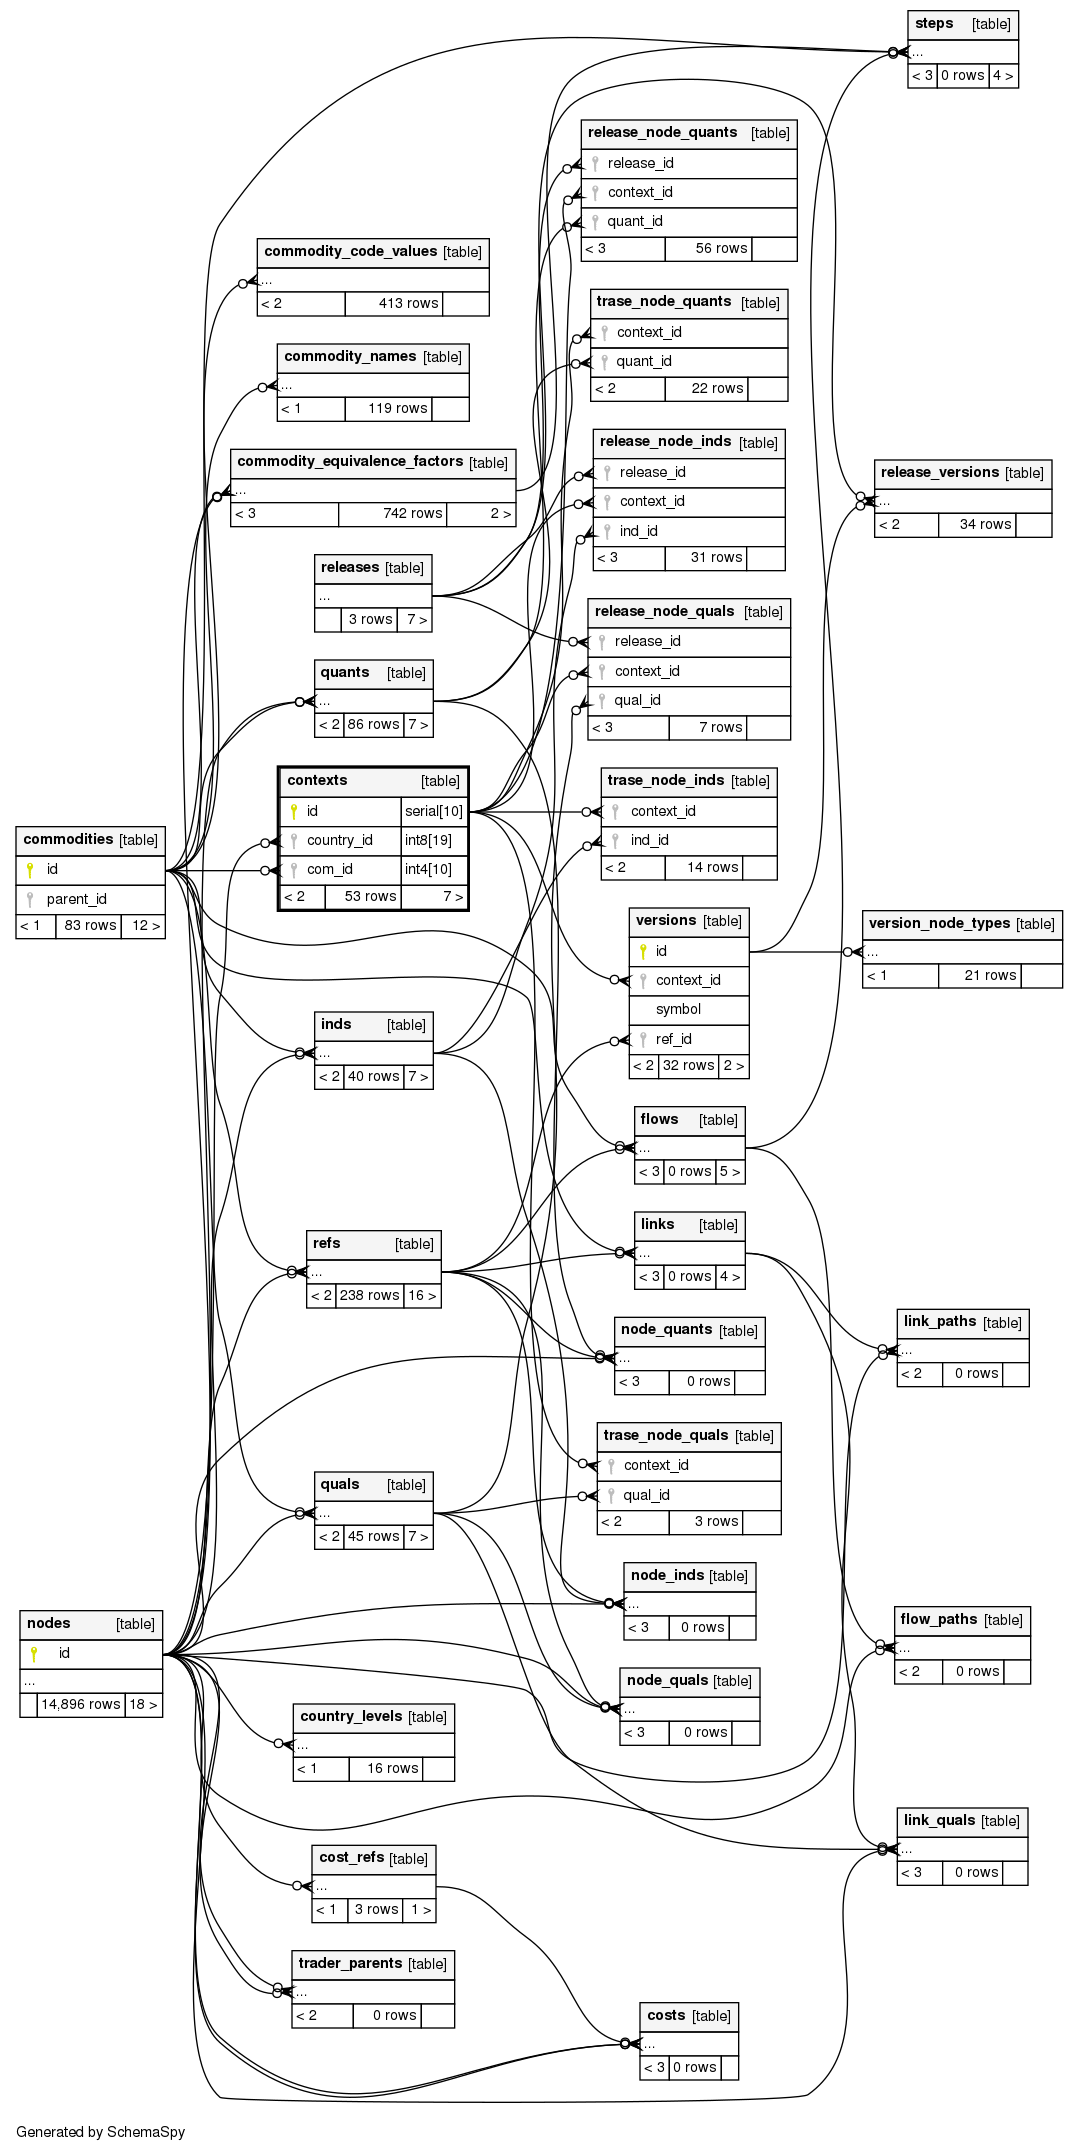 steps [table]
...
< 3 0 rows 4 >
release_node_quants [table]
release_id
context_id
quant_id
< 3 56 rows
commodity_code_values [table]
...
< 2 413 rows
trase_node_quants [table]
context_id
quant_id
< 2 22 rows
commodity_names [table]
...
< 1 119 rows
release_node_inds [table]
release_id
context_id
ind_id
< 3 31 rows
commodity_equivalence_factors [table]
...
< 3 742 rows 2 >
release_versions [table]
...
< 2 34 rows
releases [table]
...
3 rows 7 >
release_node_quals [table]
release_id
context_id
qual_id
< 3 7 rows
quants [table]
...
< 2 86 rows 7 >
contexts [table]
id serial[10]
country_id int8[19]
com_id int4[10]
< 2 53 rows 7 >
trase_node_inds [table]
context_id
ind_id
< 2 14 rows
commodities [table]
id
parent_id
< 1 83 rows 12 >
versions [table]
id
context_id
symbol
ref_id
< 2 32 rows 2 >
version_node_types [table]
...
< 1 21 rows
inds [table]
...
< 2 40 rows 7 >
flows [table]
...
< 3 0 rows 5 >
links [table]
...
< 3 0 rows 4 >
refs [table]
...
< 2 238 rows 16 >
link_paths [table]
...
< 2 0 rows
node_quants [table]
...
< 3 0 rows
trase_node_quals [table]
context_id
qual_id
< 2 3 rows
quals [table]
...
< 2 45 rows 7 >
node_inds [table]
...
< 3 0 rows
nodes [table]
id
...
14,896 rows 18 >
flow_paths [table]
...
< 2 0 rows
node_quals [table]
...
< 3 0 rows
country_levels [table]
...
< 1 16 rows
link_quals [table]
...
< 3 0 rows
cost_refs [table]
...
< 1 3 rows 1 >
trader_parents [table]
...
< 2 0 rows
costs [table]
...
< 3 0 rows
Generated by SchemaSpy